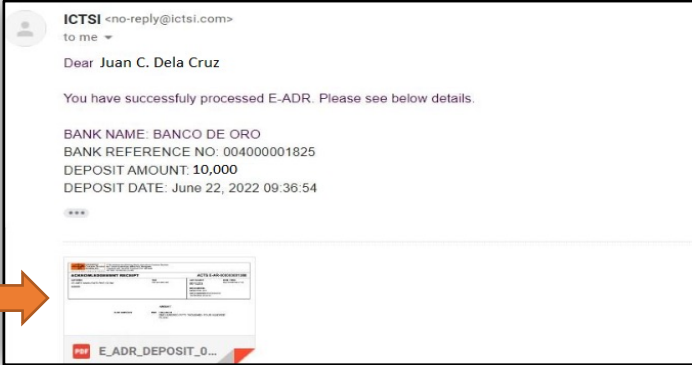 ICTSI <no-reply@ictsi.com>
to me
Dear Juan C. Dela Cruz
You have successfuly processed E-ADR. Please see below details.
BANK NAME: BANCO DE ORO
BANK REFERENCE NO: 004000001825
DEPOSIT AMOUNT: 10,000
DEPOSIT DATE: June 22, 2022 09:36:54
ACKNOWLEDGEMENT RECEIPT
PDF E_ADR_DEPOSIT_0...